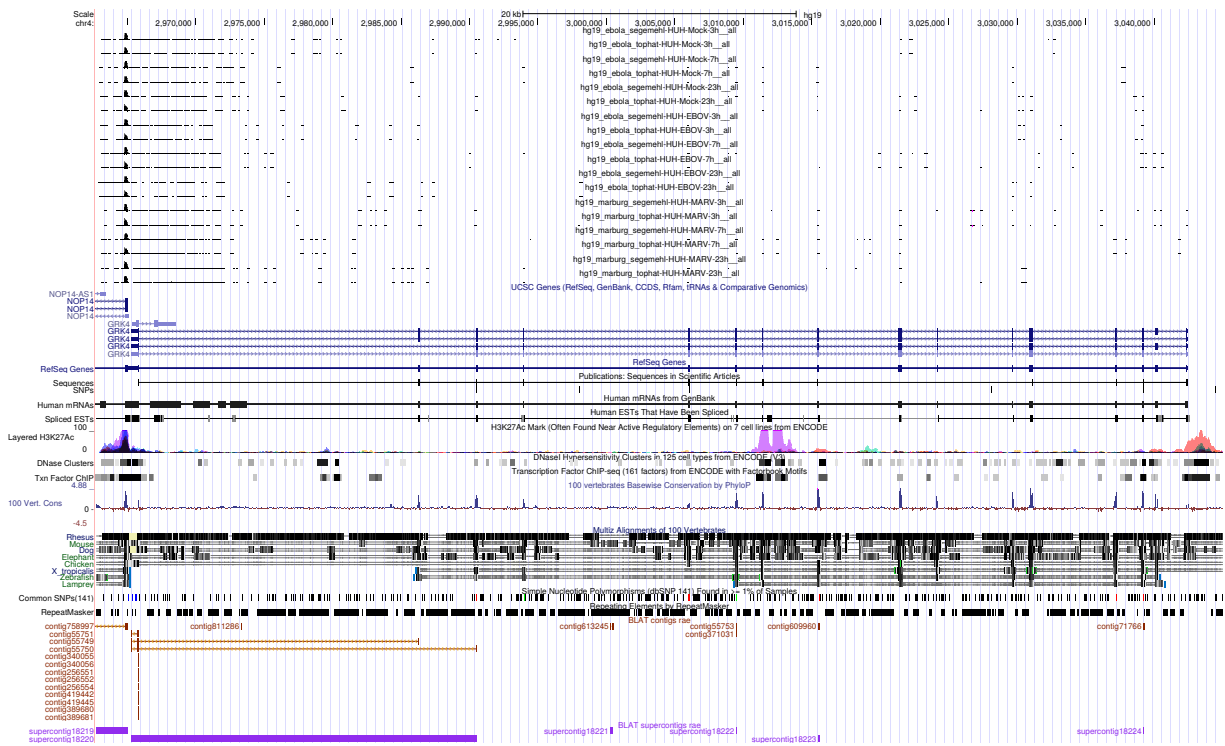 Scale 20 kb hg19
chr4: 2,970,000 2,975,000 2,980,000 2,985,000 2,990,000 2,995,000 3,000,000 3,005,000 3,010,000 3,015,000 3,020,000 3,025,000 3,030,000 3,035,000 3,040,000
hg19_ebola_segemehl-HUH-Mock-3h__all
hg19_ebola_tophat-HUH-Mock-3h__all
hg19_ebola_segemehl-HUH-Mock-7h__all
hg19_ebola_tophat-HUH-Mock-7h__all
hg19_ebola_segemehl-HUH-Mock-23h__all
hg19_ebola_tophat-HUH-Mock-23h__all
hg19_ebola_segemehl-HUH-EBOV-3h__all
hg19_ebola_tophat-HUH-EBOV-3h__all
hg19_ebola_segemehl-HUH-EBOV-7h__all
hg19_ebola_tophat-HUH-EBOV-7h__all
hg19_ebola_segemehl-HUH-EBOV-23h__all
hg19_ebola_tophat-HUH-EBOV-23h__all
hg19_marburg_segemehl-HUH-MARV-3h__all
hg19_marburg_tophat-HUH-MARV-3h__all
hg19_marburg_segemehl-HUH-MARV-7h__all
hg19_marburg_tophat-HUH-MARV-7h__all
hg19_marburg_segemehl-HUH-MARV-23h__all
hg19_marburg_tophat-HUH-MARV-23h__all
UCSC Genes (RefSeq, GenBank, CCDS, Rfam, tRNAs & Comparative Genomics)
NOP14-AS1
NOP14
NOP14
NOP14
GRK4
GRK4
GRK4
GRK4
GRK4
RefSeq Genes
RefSeq Genes
Publications: Sequences in Scientific Articles
Sequences
SNPs
Human mRNAs from GenBank
Human mRNAs
Human ESTs That Have Been Spliced
Spliced ESTs
H3K27Ac Mark (Often Found Near Active Regulatory Elements) on 7 cell lines from ENCODE
100
Layered H3K27Ac
0
DNaseI Hypersensitivity Clusters in 125 cell types from ENCODE (V3)
DNase Clusters
Transcription Factor ChIP-seq (161 factors) from ENCODE with Factorbook Motifs
Txn Factor ChIP
100 vertebrates Basewise Conservation by PhyloP
4.88
100 Vert. Cons
0 -
-4.5
Multiz Alignments of 100 Vertebrates
Rhesus
Mouse
Dog
Elephant
Chicken
X_tropicalis
Zebrafish
Lamprey
Simple Nucleotide Polymorphisms (dbSNP 141) Found in >= 1% of Samples
Common SNPs(141)
Repeating Elements by RepeatMasker
RepeatMasker
BLAT contigs rae
contig758997 contig811286 contig613245 contig55753 contig609960 contig71766
contig55751 contig371031
contig55749
contig55750
contig340055
contig340056
contig256551
contig256552
contig256554
contig419442
contig419445
contig389680
contig389681
BLAT supercontigs rae
supercontig18219 supercontig18221 supercontig18222 supercontig18224
supercontig18220 supercontig18223